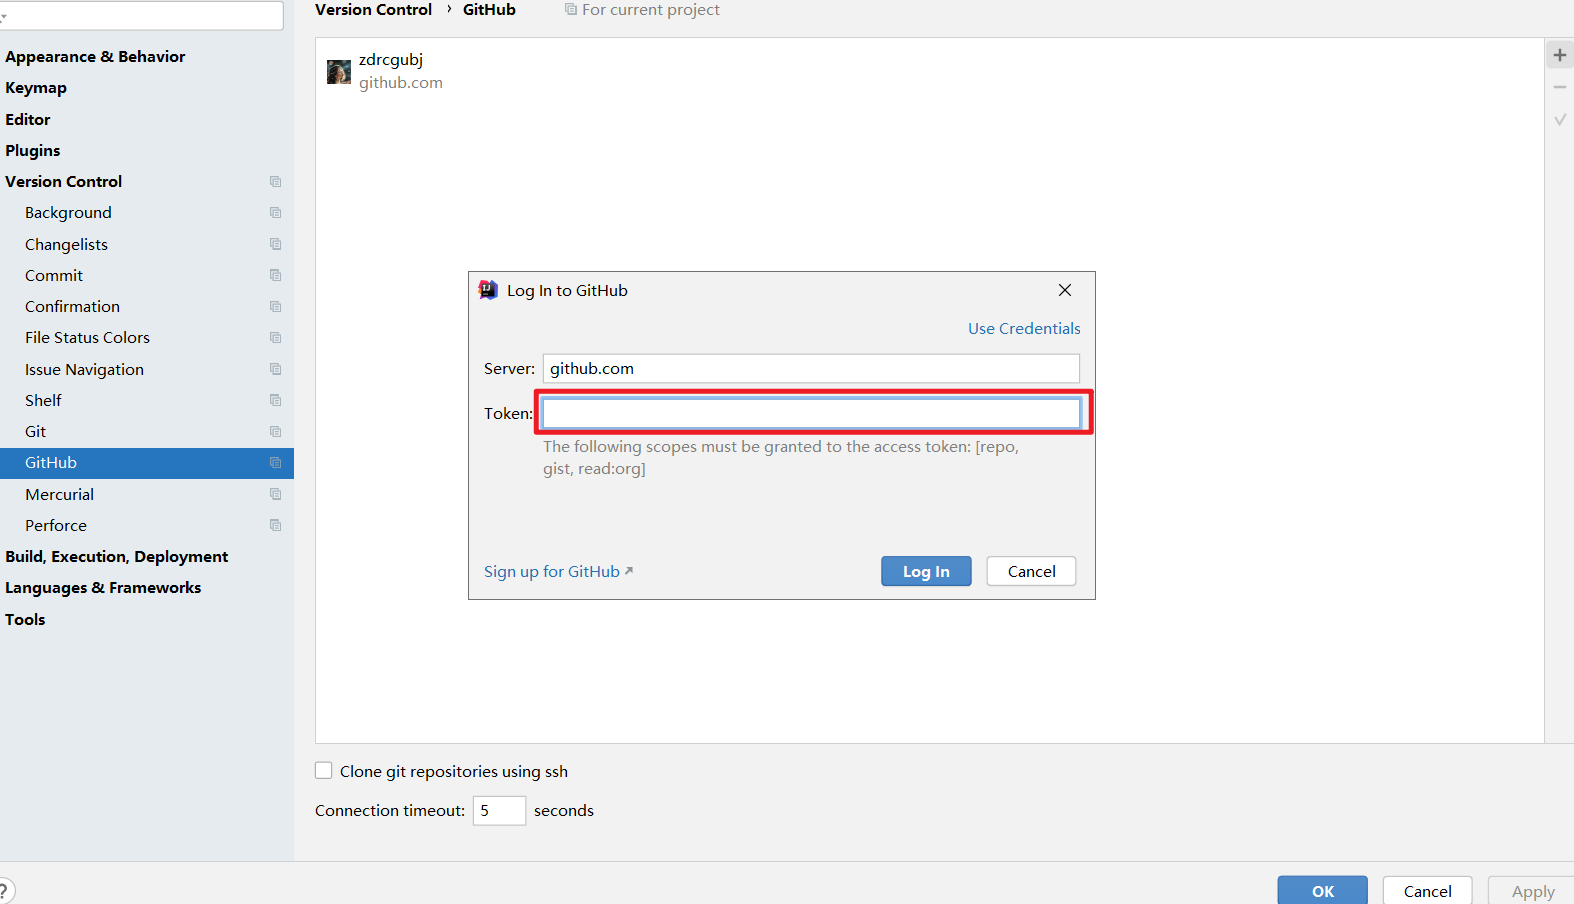 Version Control › GitHub For current project
Appearance & Behavior
Keymap
Editor
Plugins
Version Control
Background
Changelists
Commit
Confirmation
File Status Colors
Issue Navigation
Shelf
Git
GitHub
Mercurial
Perforce
Build, Execution, Deployment
Languages & Frameworks
Tools
zdrcgubj
github.com
Log In to GitHub
Use Credentials
Server: github.com
Token:
The following scopes must be granted to the access token: [repo,
gist, read:org]
Sign up for GitHub
Log In
Cancel
Clone git repositories using ssh
Connection timeout: 5 seconds
?
OK
Cancel
Apply